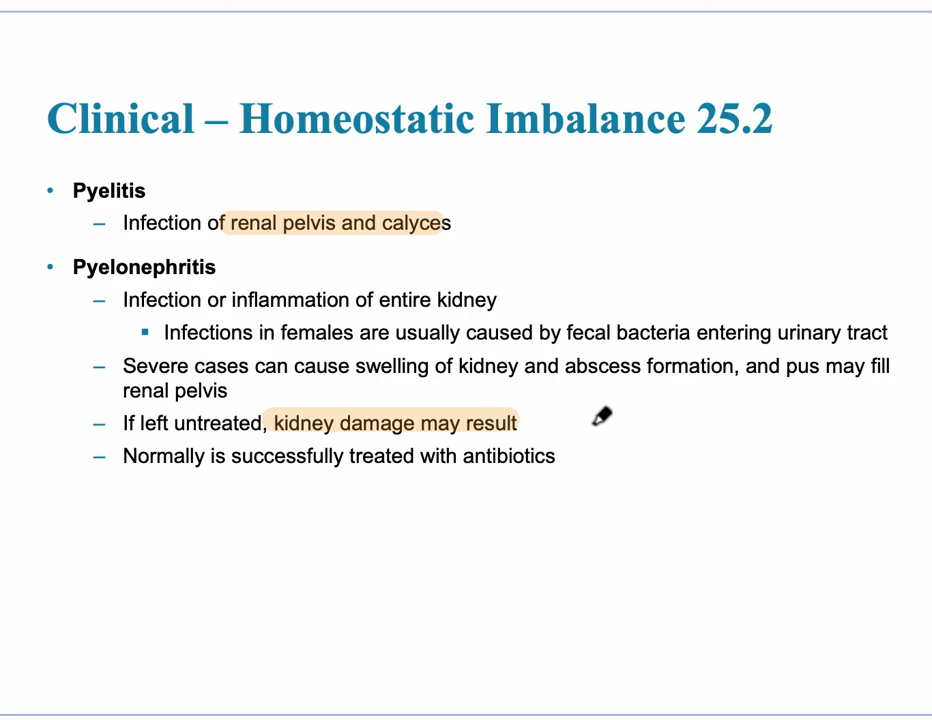 Clinical – Homeostatic Imbalance 25.2
• Pyelitis
– Infection of renal pelvis and calyces
• Pyelonephritis
– Infection or inflammation of entire kidney
▪ Infections in females are usually caused by fecal bacteria entering urinary tract
– Severe cases can cause swelling of kidney and abscess formation, and pus may fill
renal pelvis
– If left untreated, kidney damage may result
– Normally is successfully treated with antibiotics